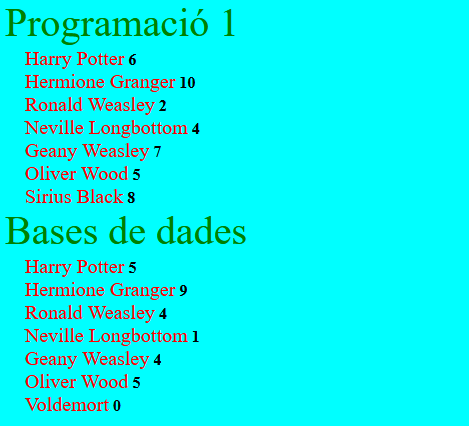 Programació 1
Harry Potter 6
Hermione Granger 10
Ronald Weasley 2
Neville Longbottom 4
Geany Weasley 7
Oliver Wood 5
Sirius Black 8
Bases de dades
Harry Potter 5
Hermione Granger 9
Ronald Weasley 4
Neville Longbottom 1
Geany Weasley 4
Oliver Wood 5
Voldemort 0